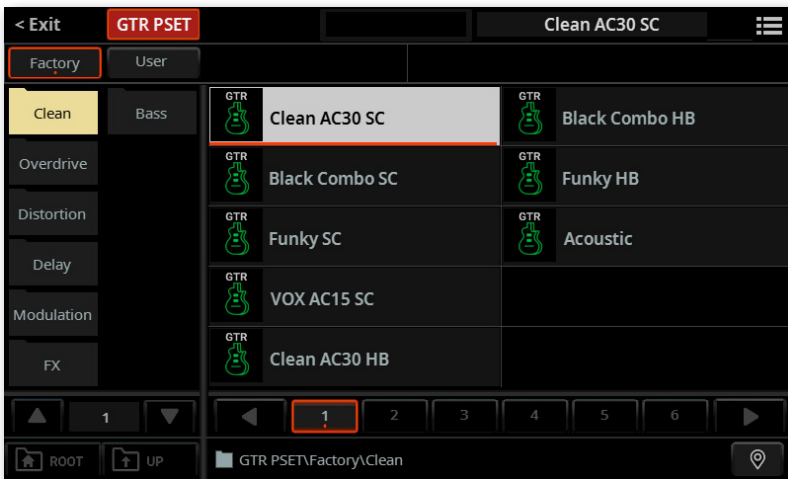 < Exit GTR PSET Clean AC30 SC
Factory User
Clean Bass
Overdrive
Distortion
Delay
Modulation
FX
GTR Clean AC30 SC GTR Black Combo HB
GTR Black Combo SC GTR Funky HB
GTR Funky SC GTR Acoustic
GTR VOX AC15 SC
GTR Clean AC30 HB
1 1 2 3 4 5 6
ROOT UP GTR PSET\Factory\Clean